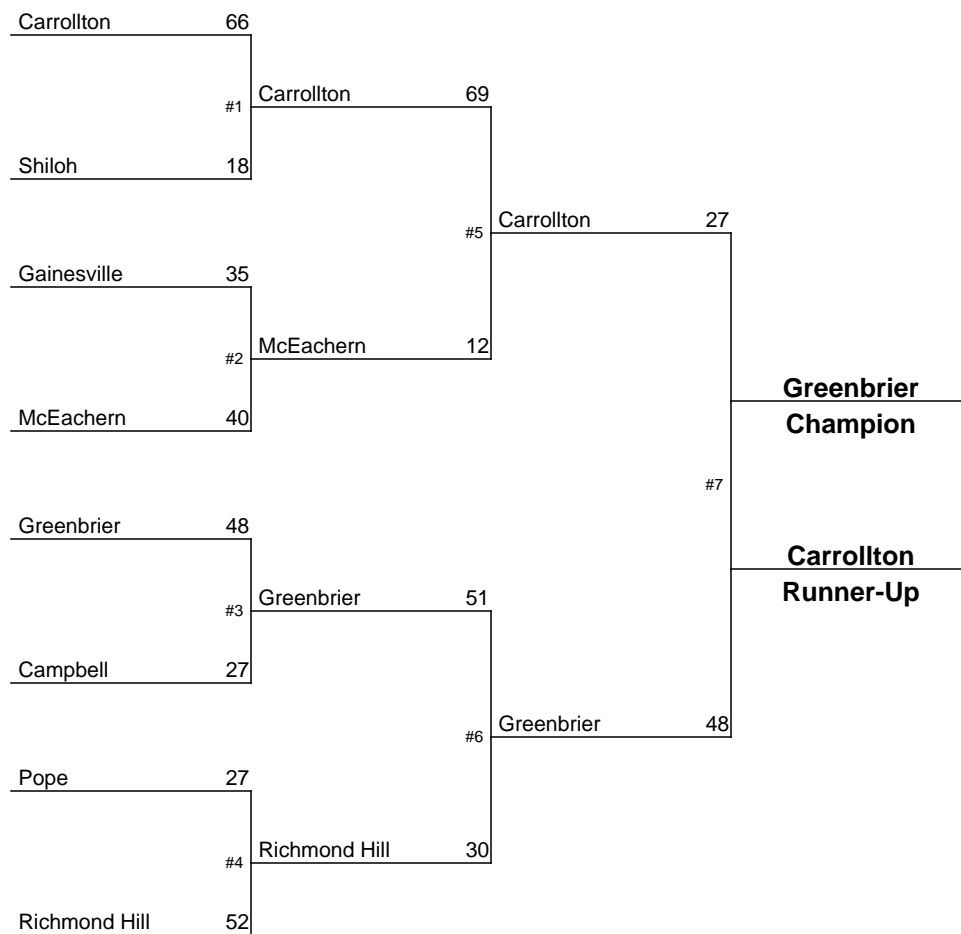 Carrollton 66
#1 Carrollton 69
Shiloh 18
#5 Carrollton 27
Gainesville 35
#2 McEachern 12
Greenbrier
Champion
McEachern 40
#7
Greenbrier 48
Carrollton
Runner-Up
#3 Greenbrier 51
Campbell 27
#6 Greenbrier 48
Pope 27
#4 Richmond Hill 30
Richmond Hill 52